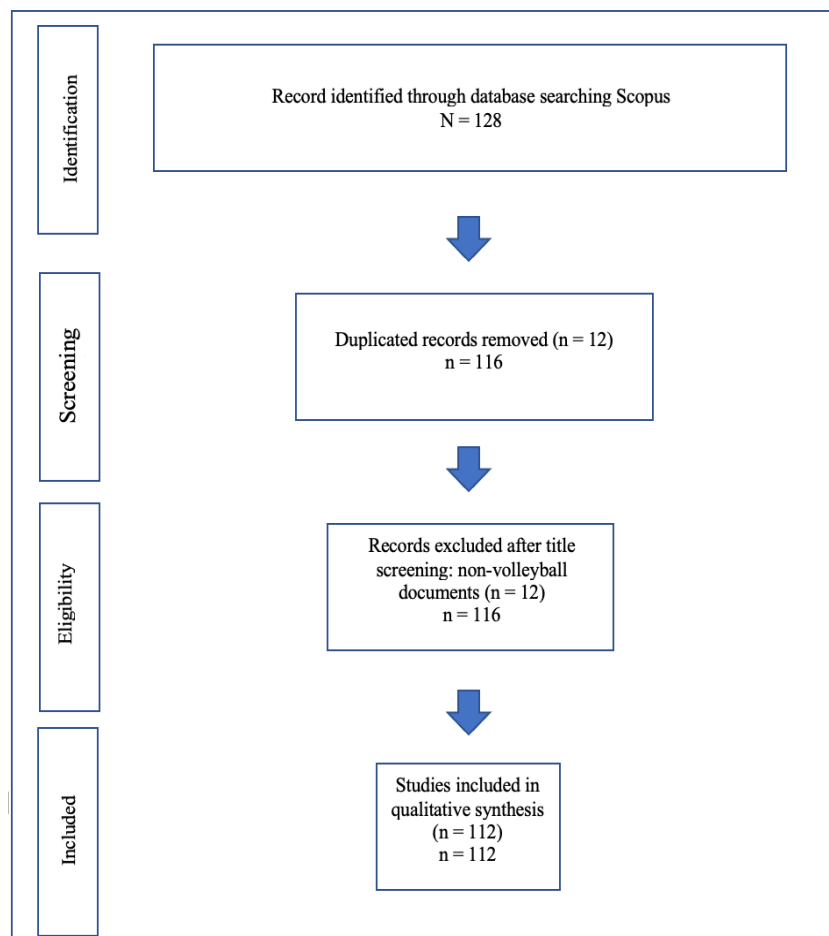 Identification
Record identified through database searching Scopus
N = 128
Screening
Duplicated records removed (n = 12)
n = 116
Eligibility
Records excluded after title
screening: non-volleyball
documents (n = 12)
n = 116
Included
Studies included in
qualitative synthesis
(n = 112)
n = 112